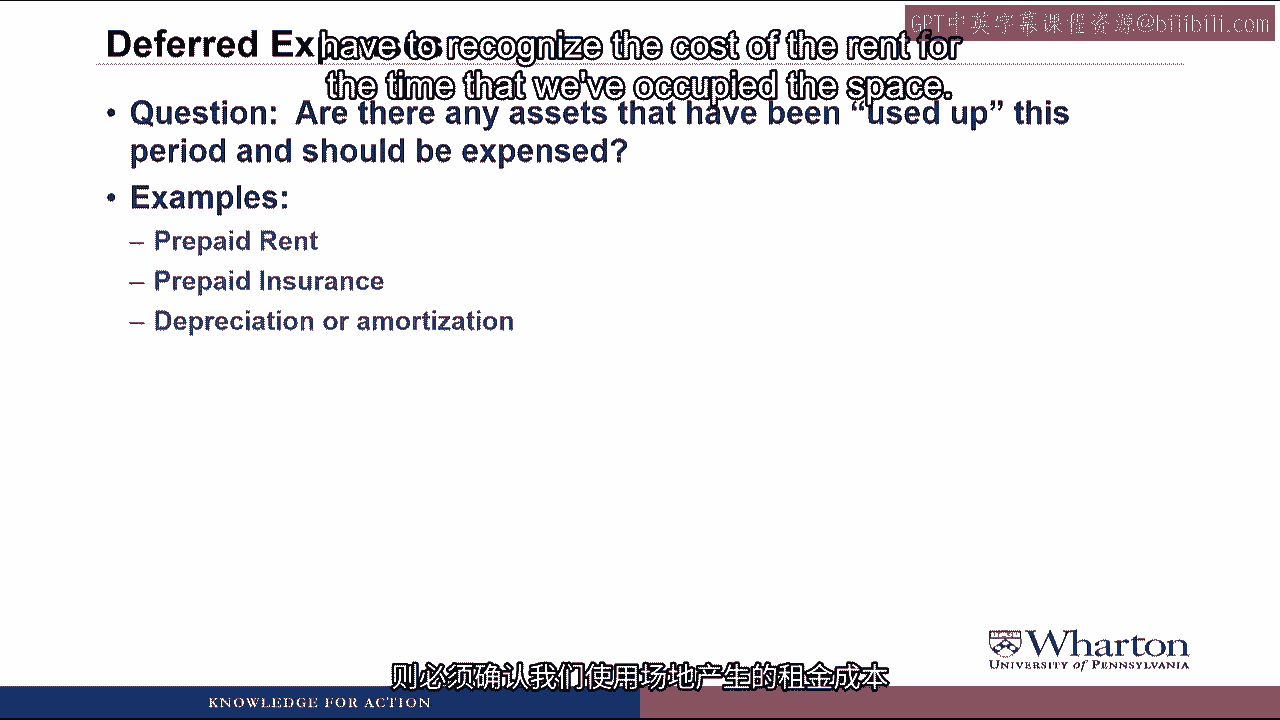 GPT中英字幕课程资源@bilibili.com
Deferred Expenses
have to recognize the cost of the rent for
the time that we've occupied the space.
• Question: Are there any assets that have been “used up” this
period and should be expensed?
• Examples:
– Prepaid Rent
– Prepaid Insurance
– Depreciation or amortization
Wharton
UNIVERSITY of PENNSYLVANIA
则必须确认我们使用场地产生的租金成本
KNOWLEDGE FOR ACTION